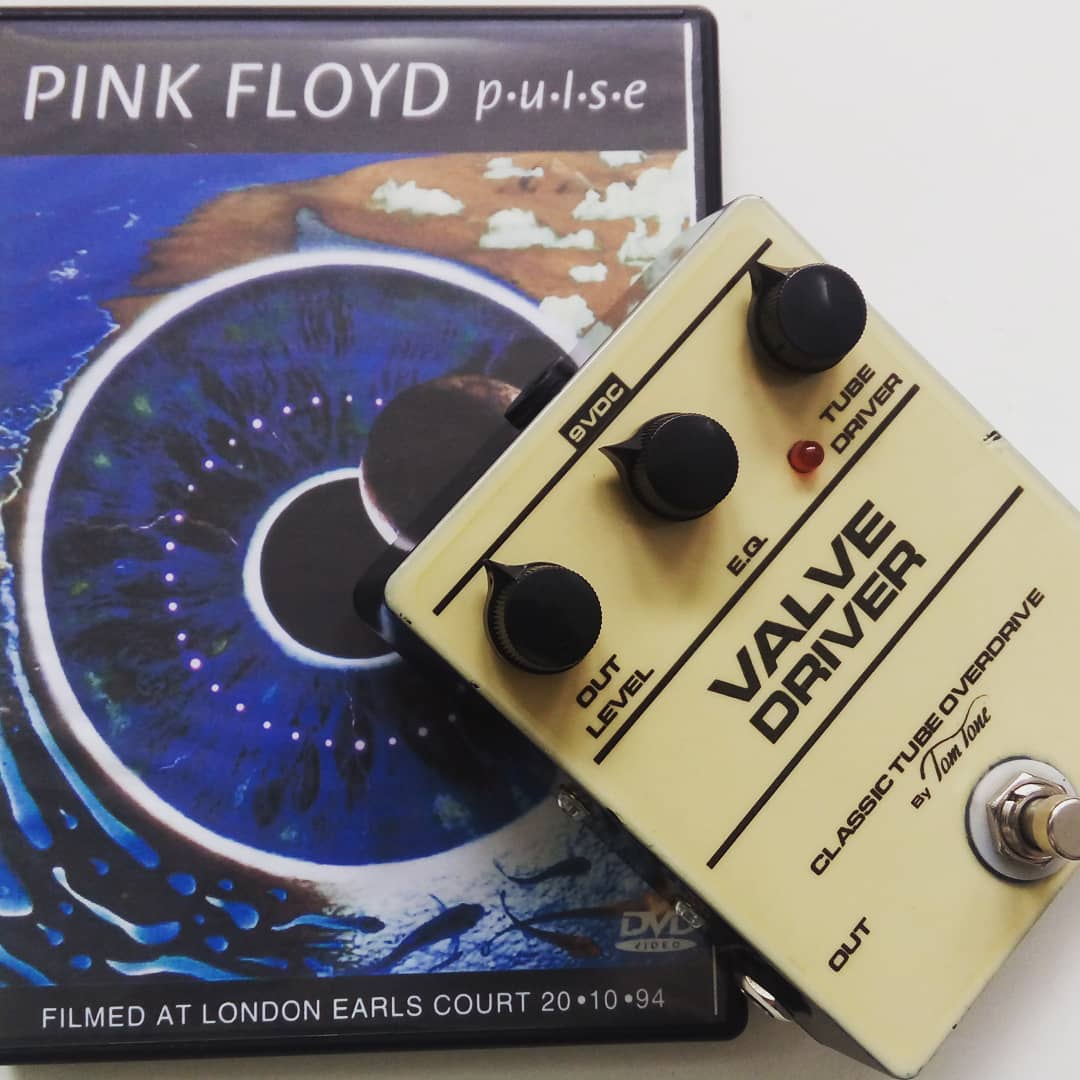 PINK FLOYD p·u·l·s·e
DVD
VIDEO
FILMED AT LONDON EARLS COURT 20•10•94
9VDC
TUBE
DRIVER
E.Q.
OUT
LEVEL
VALVE
DRIVER
CLASSIC TUBE OVERDRIVE
By Tom Tone
OUT